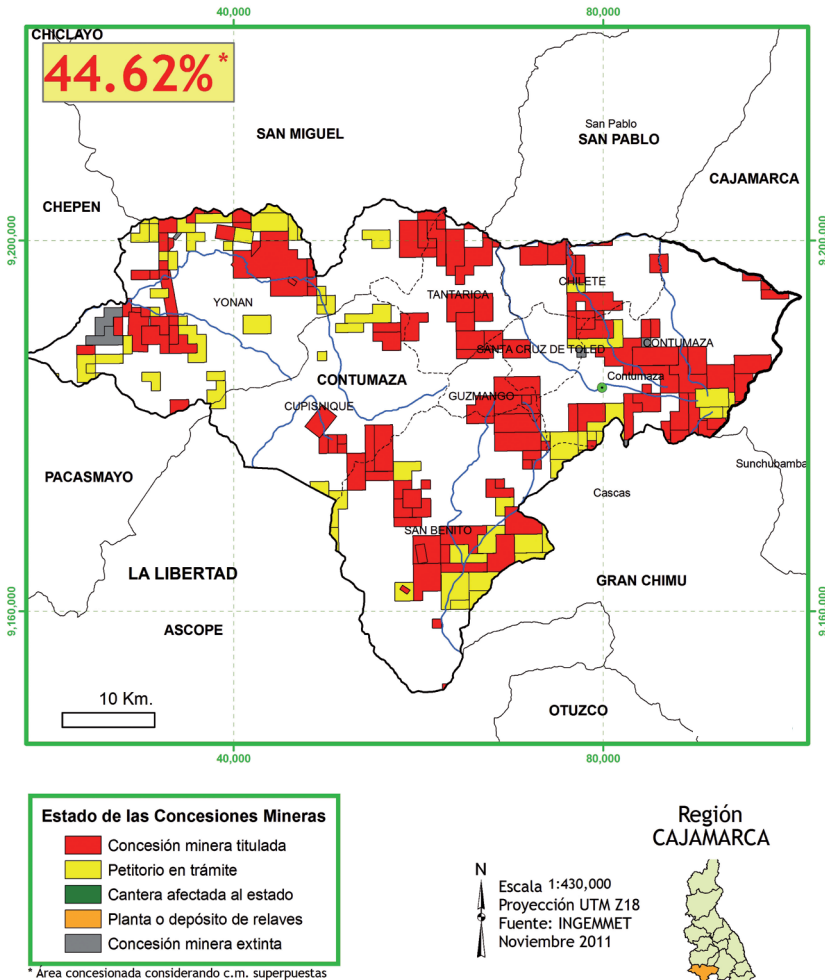 40,000
80,000
CHICLAYO
44.62%*
SAN MIGUEL
San Pablo
SAN PABLO
CAJAMARCA
CHEPEN
9,200,000
9,200,000
CHILETE
TANTARICA
YONAN
SANTA CRUZ DE TOLED
CONTUMAZA
Contumaza
CONTUMAZA
GUZMANGO
CUPISNIQUE
Sunchubamba
PACASMAYO
Cascas
SAN BENITO
LA LIBERTAD
GRAN CHIMU
9,160,000
9,160,000
ASCOPE
10 Km.
OTUZCO
40,000
80,000
Estado de las Concesiones Mineras
Concesión minera titulada
Petitorio en trámite
Cantera afectada al estado
Planta o depósito de relaves
Concesión minera extinta
* Área concesionada considerando c.m. superpuestas
N
Escala 1:430,000
Proyección UTM Z18
Fuente: INGEMMET
Noviembre 2011
Región
CAJAMARCA